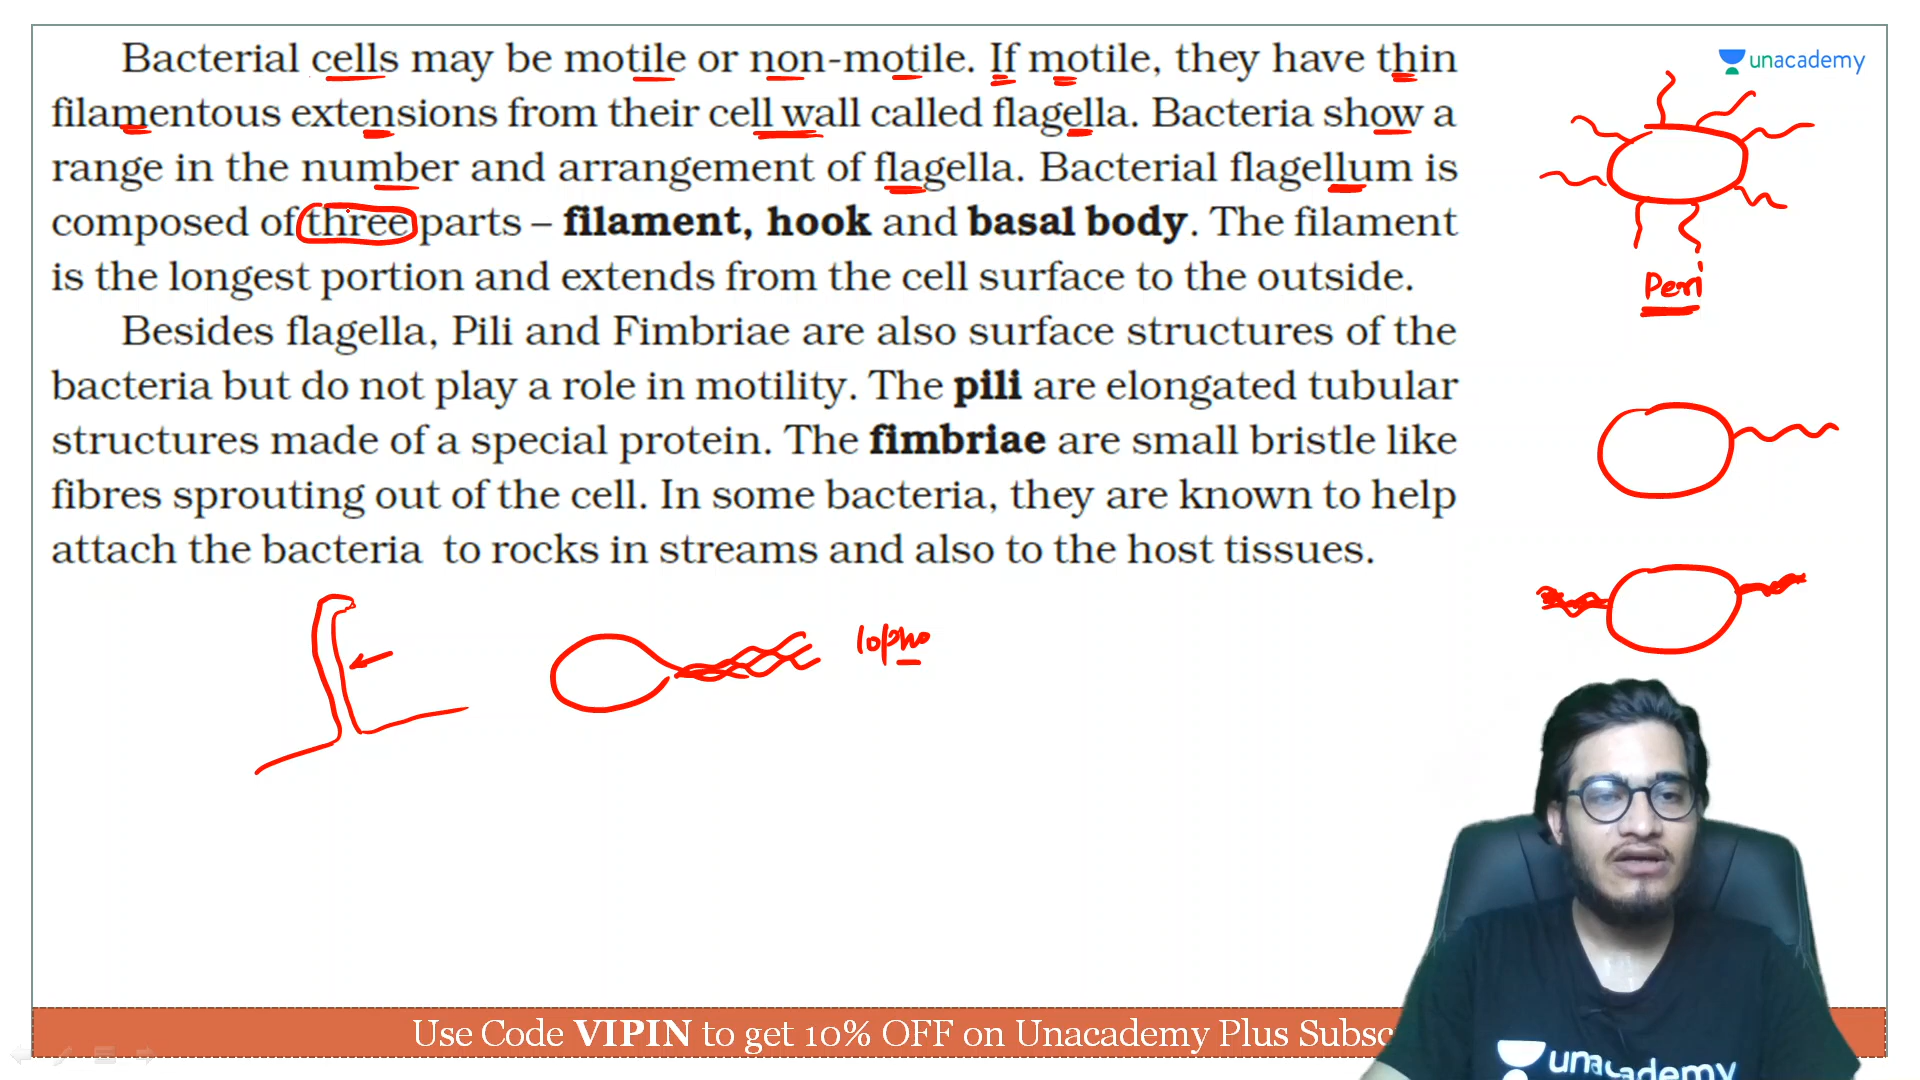 Bacterial cells may be motile or non-motile. If motile, they have thin
filamentous extensions from their cell wall called flagella. Bacteria show a
range in the number and arrangement of flagella. Bacterial flagellum is
composed of three parts – filament, hook and basal body. The filament
is the longest portion and extends from the cell surface to the outside.
Besides flagella, Pili and Fimbriae are also surface structures of the
bacteria but do not play a role in motility. The pili are elongated tubular
structures made of a special protein. The fimbriae are small bristle like
fibres sprouting out of the cell. In some bacteria, they are known to help
attach the bacteria to rocks in streams and also to the host tissues.
unacademy
Peri
lopho
Use Code VIPIN to get 10% OFF on Unacademy Plus Subsc
unacademy